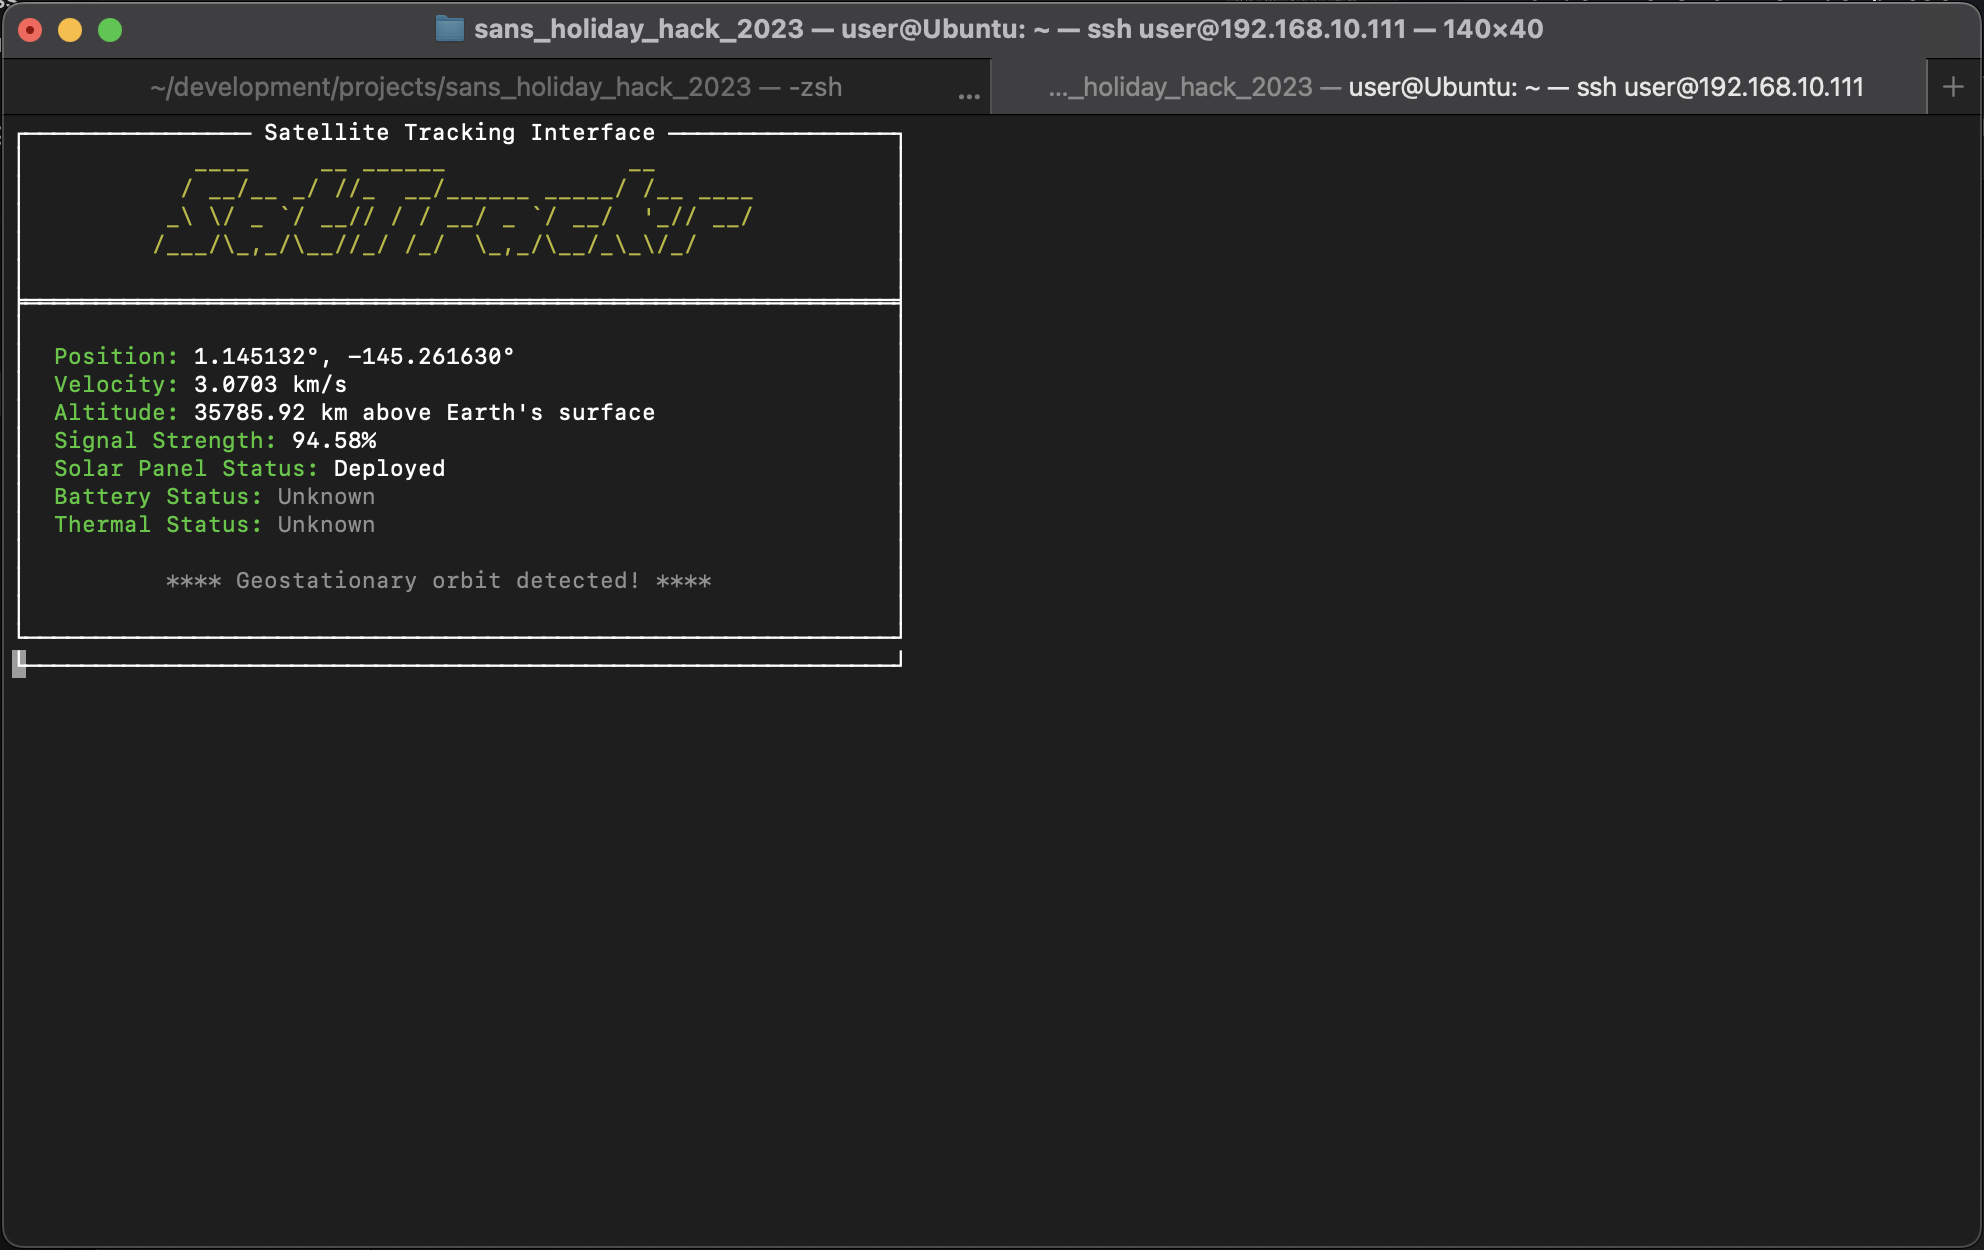 sans_holiday_hack_2023 — user@Ubuntu: ~ — ssh user@192.168.10.111 — 140×40
~/development/projects/sans_holiday_hack_2023 — -zsh ...
..._holiday_hack_2023 — user@Ubuntu: ~ — ssh user@192.168.10.111 +
Satellite Tracking Interface
SatTrackr
Position: 1.145132°, -145.261630°
Velocity: 3.0703 km/s
Altitude: 35785.92 km above Earth's surface
Signal Strength: 94.58%
Solar Panel Status: Deployed
Battery Status: Unknown
Thermal Status: Unknown
**** Geostationary orbit detected! ****